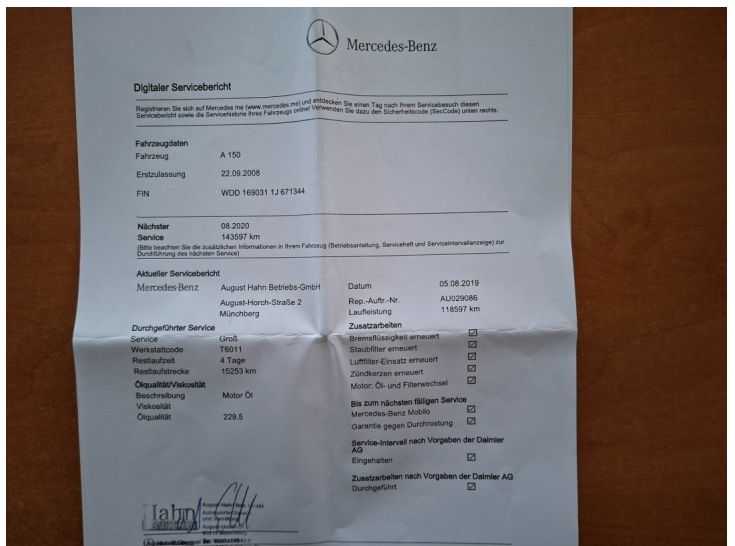 Mercedes-Benz
Digitaler Servicebericht
Registrieren Sie sich auf Mercedes me (www.mercedes.me) und entdecken Sie einen Tag nach Ihrem Servicebesuch diesen
Servicebericht sowie die Servicehistorie Ihres Fahrzeugs online! Verwenden Sie dazu den Sicherheitscode (SecCode) unten rechts.
Fahrzeugdaten
Fahrzeug A 150
Erstzulassung 22.09.2008
FIN WDD 169031 1J 671344
Nächster 08.2020
Service 143597 km
(Bitte beachten Sie die zusätzlichen Informationen in Ihrem Fahrzeug (Betriebsanleitung, Serviceheft und Serviceintervallanzeige) zur
Durchführung des nächsten Service)
Aktueller Servicebericht
Mercedes-Benz August Hahn Betriebs-GmbH
August-Horch-Straße 2
Münchberg
Datum 05.08.2019
Rep.-Auftr.-Nr. AU029086
Laufleistung 118597 km
Durchgeführter Service
Service Groß
Werkstattcode T6011
Restlaufzeit 4 Tage
Restlaufstrecke 15253 km
Ölqualität/Viskosität
Beschreibung Motor Öl
Viskosität
Ölqualität 229.5
Zusatzarbeiten
Bremsflüssigkeit erneuert
Staubfilter erneuert
Luftfilter-Einsatz erneuert
Zündkerzen erneuert
Motor: Öl- und Filterwechsel
Bis zum nächsten fälligen Service
Mercedes-Benz Mobilo
Garantie gegen Durchrostung
Service-Intervall nach Vorgaben der Daimler
AG
Eingehalten
Zusatzarbeiten nach Vorgaben der Daimler AG
Durchgeführt
Hahn
August Hahn
und
August